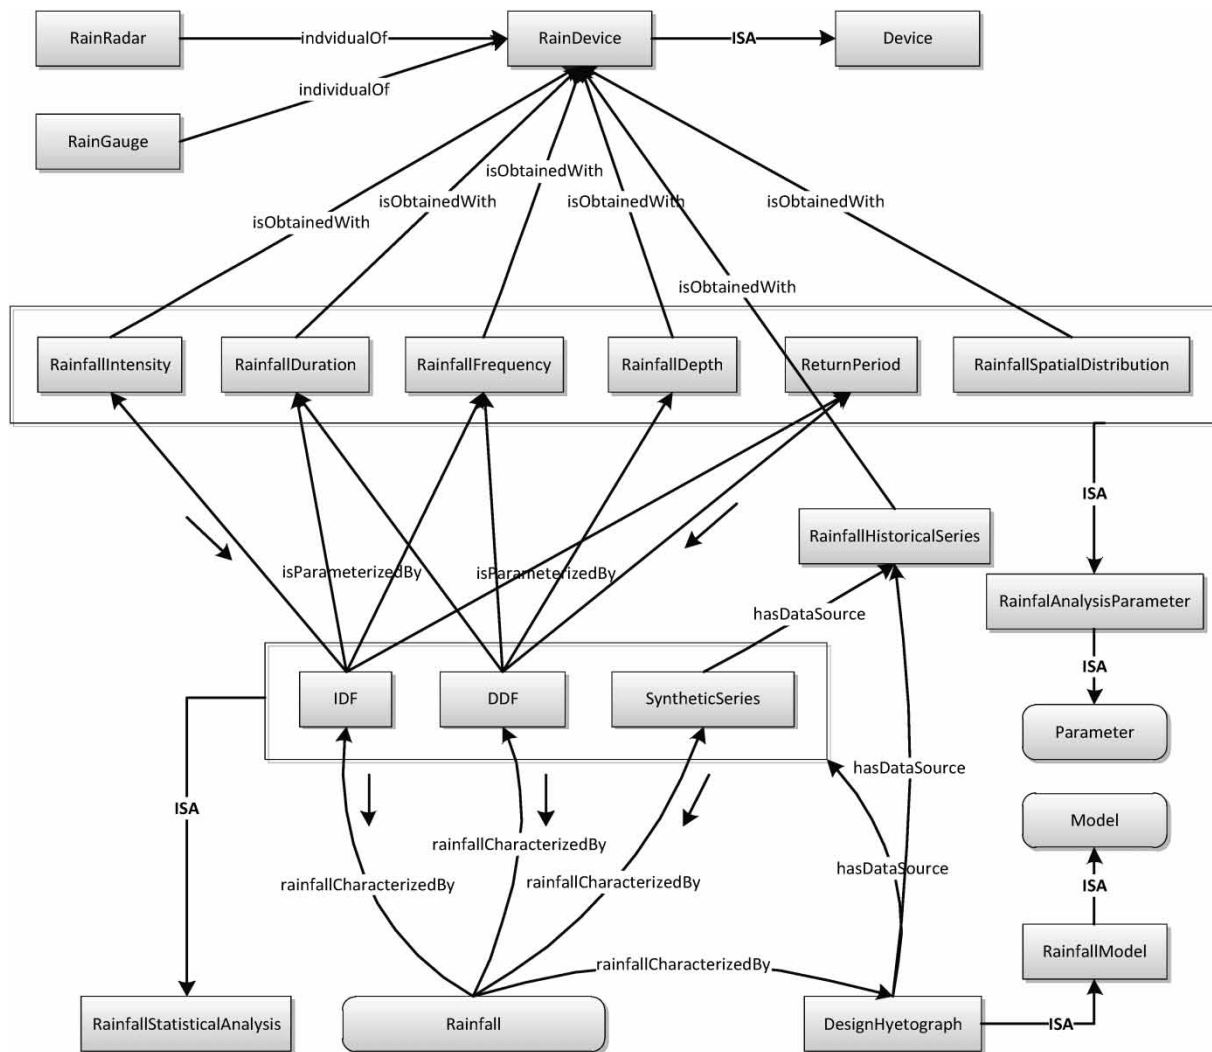 RainRadar
indvidualOf
RainDevice
ISA
Device
individualOf
RainGauge
isObtainedWith
isObtainedWith
isObtainedWith
isObtainedWith
isObtainedWith
isObtainedWith
RainfallIntensity
RainfallDuration
RainfallFrequency
RainfallDepth
ReturnPeriod
RainfallSpatialDistribution
ISA
RainfallHistoricalSeries
isParameterizedBy
isParameterizedBy
RainfalAnalysisParameter
hasDataSource
ISA
IDF
DDF
SyntheticSeries
Parameter
hasDataSource
ISA
Model
rainfallCharacterizedBy
hasDataSource
rainfallCharacterizedBy
rainfallCharacterizedBy
ISA
RainfallModel
rainfallCharacterizedBy
RainfallStatisticalAnalysis
Rainfall
DesignHyetograph
ISA